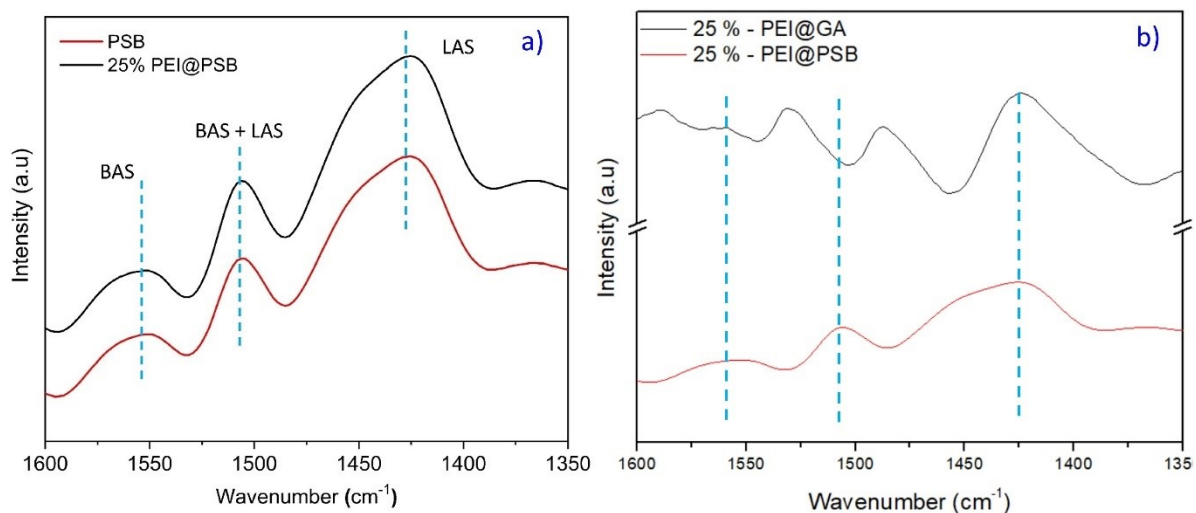 PSB
25% PEI@PSB
a)
LAS
BAS + LAS
BAS
Intensity (a.u)
1600 1550 1500 1450 1400 1350
Wavenumber (cm⁻¹)
25 % - PEI@GA
25 % - PEI@PSB
b)
Intensity (a.u)
1600 1550 1500 1450 1400 135
Wavenumber (cm⁻¹)